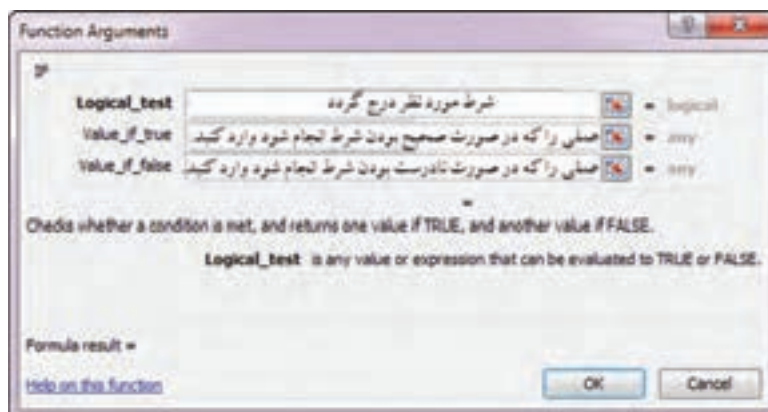 Function Arguments
IF
Logical_test شرط مورد نظر درج گردد = logical
Value_if_true عملی را که در صورت صحیح بودن شرط انجام شود وارد کنید = any
Value_if_false عملی را که در صورت نادرست بودن شرط انجام شود وارد کنید = any
=
Checks whether a condition is met, and returns one value if TRUE, and another value if FALSE.
Logical_test is any value or expression that can be evaluated to TRUE or FALSE.
Formula result =
Help on this function OK Cancel